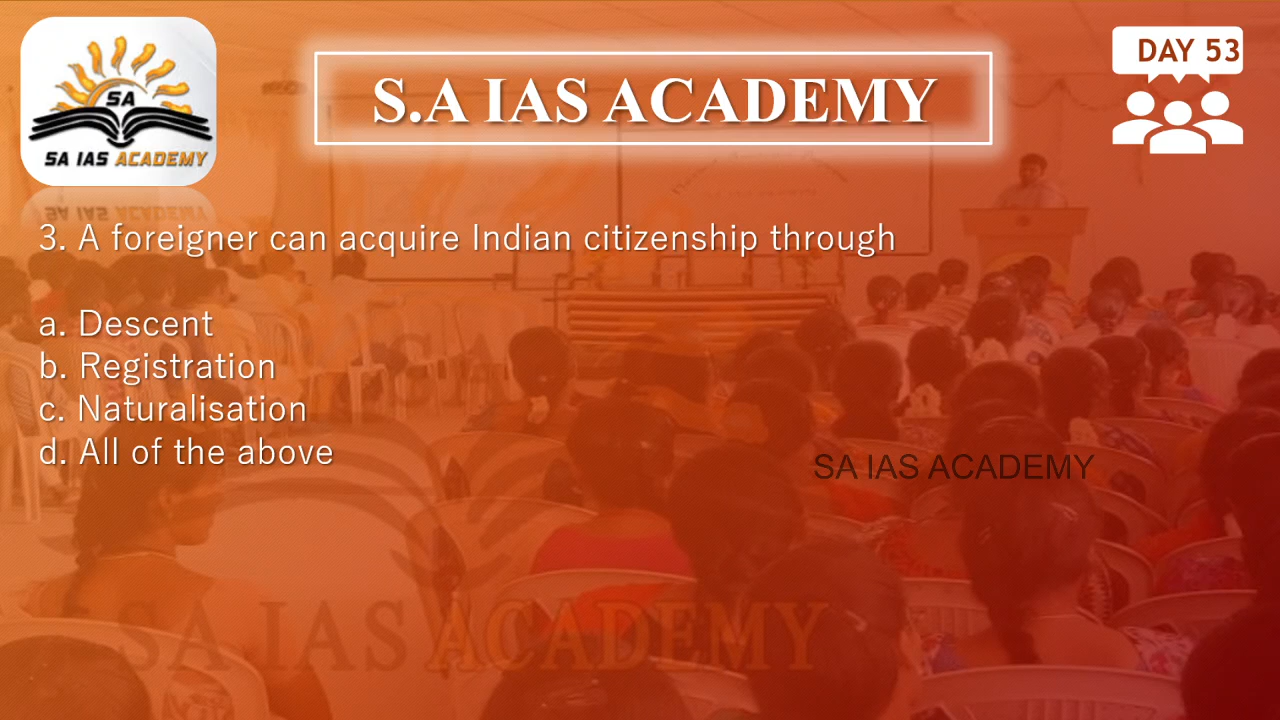 SA
SA IAS ACADEMY
S.A IAS ACADEMY
DAY 53
3. A foreigner can acquire Indian citizenship through
a. Descent
b. Registration
c. Naturalisation
d. All of the above
SA IAS ACADEMY
SA IAS ACADEMY